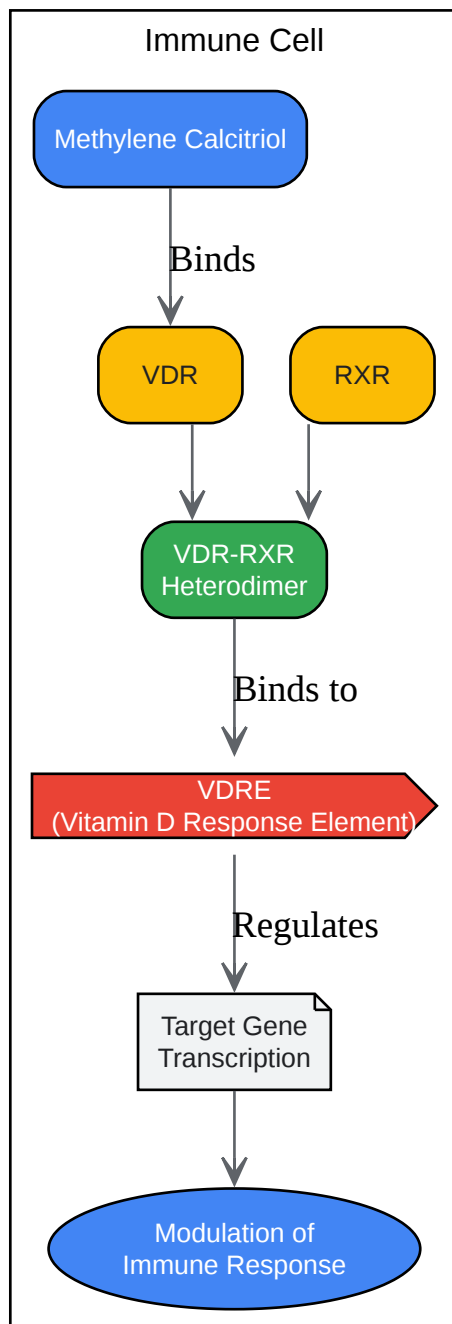 Immune Cell
Methylene Calcitriol
Binds
VDR
RXR
VDR-RXR
Heterodimer
Binds to
VDRE
(Vitamin D Response Element)
Regulates
Target Gene
Transcription
Modulation of
Immune Response